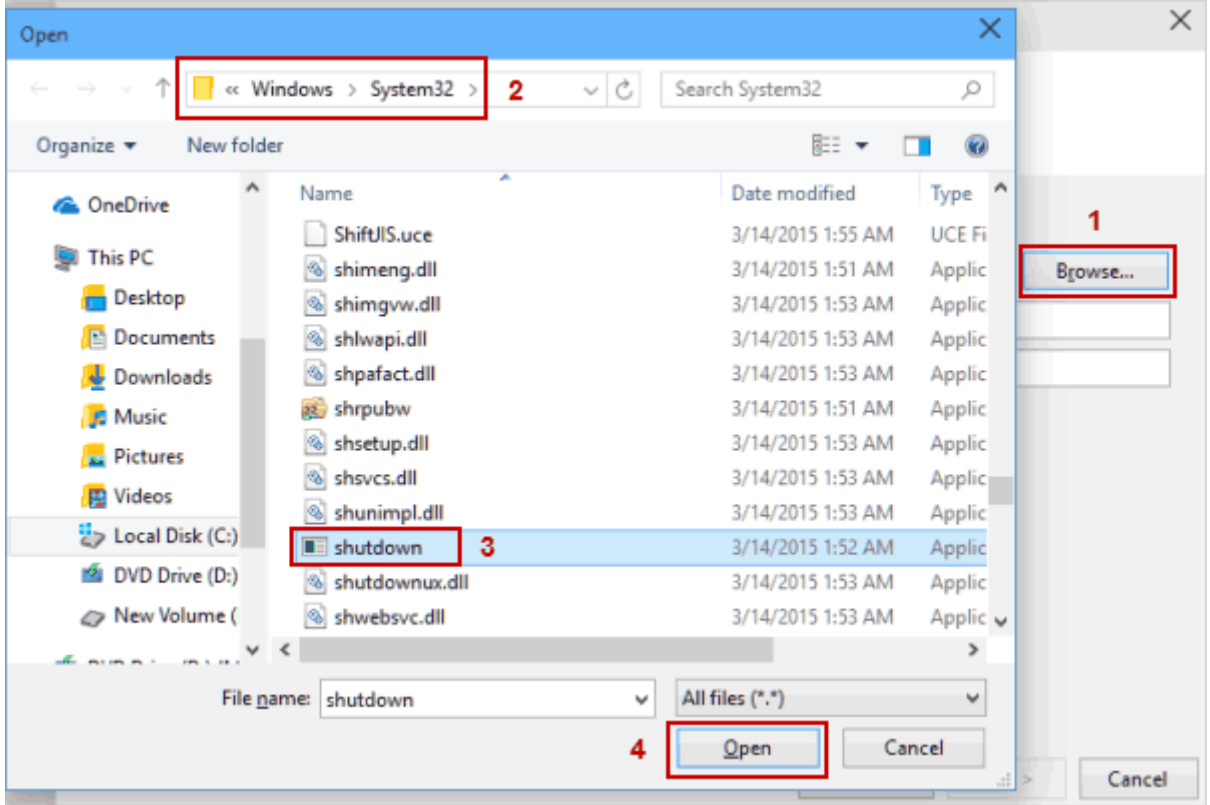 Open
« Windows > System32 > 2
Search System32
Organize New folder
Name Date modified Type
OneDrive
This PC
Desktop
Documents
Downloads
Music
Pictures
Videos
Local Disk (C:)
DVD Drive (D:)
New Volume (
ShiftJIS.uce 3/14/2015 1:55 AM UCE Fi
shimeng.dll 3/14/2015 1:51 AM Applic
shimgvw.dll 3/14/2015 1:53 AM Applic
shlwapi.dll 3/14/2015 1:53 AM Applic
shpafact.dll 3/14/2015 1:53 AM Applic
shrpubw 3/14/2015 1:51 AM Applic
shsetup.dll 3/14/2015 1:53 AM Applic
shsvcs.dll 3/14/2015 1:53 AM Applic
shunimpl.dll 3/14/2015 1:53 AM Applic
shutdown 3 3/14/2015 1:52 AM Applic
shutdownux.dll 3/14/2015 1:53 AM Applic
shwebsvc.dll 3/14/2015 1:53 AM Applic
File name: shutdown All files (*.*)
4 Open Cancel
1
Browse...
> Cancel